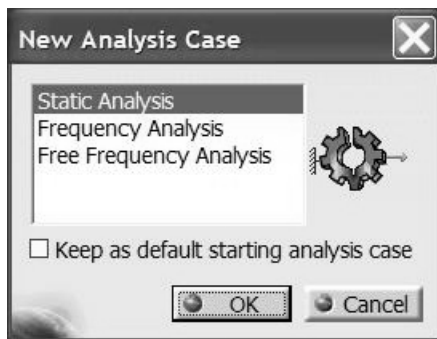 New Analysis Case
Static Analysis
Frequency Analysis
Free Frequency Analysis
Keep as default starting analysis case
OK
Cancel